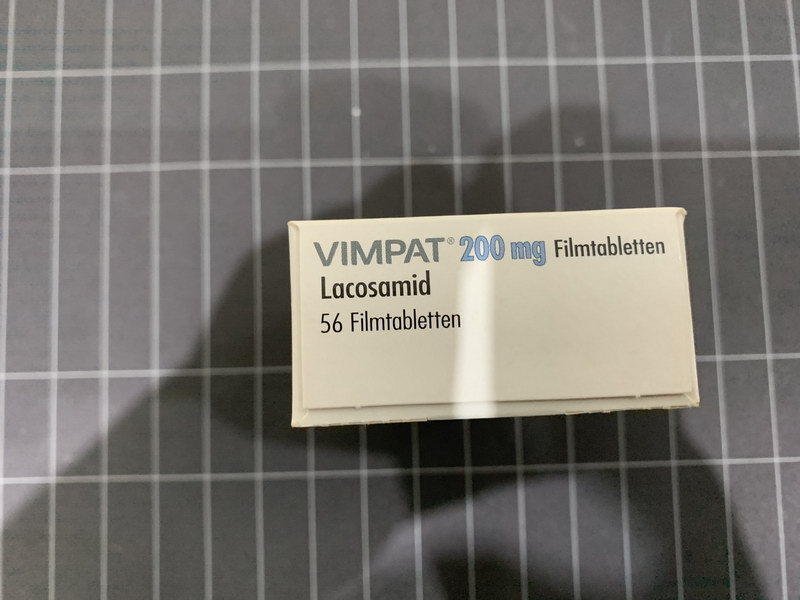 VIMPAT® 200 mg Filmtabletten
Lacosamid
56 Filmtabletten